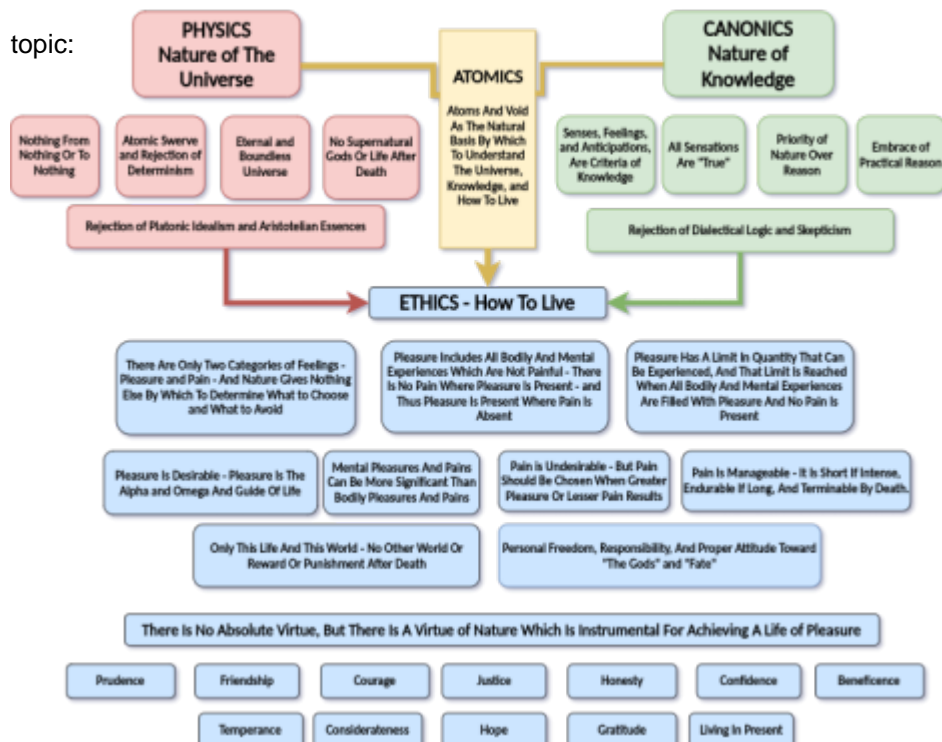 topic:
PHYSICS
Nature of The
Universe
ATOMICS
Atoms And Void
As The Natural
Basis By Which
To Understand
The Universe,
Knowledge, and
How To Live
CANONICS
Nature of
Knowledge
Nothing From
Nothing Or To
Nothing
Atomic Swerve
and Rejection of
Determinism
Eternal and
Boundless
Universe
No Supernatural
Gods Or Life After
Death
Senses, Feelings,
and Anticipations,
Are Criteria of
Knowledge
All Sensations
Are "True"
Priority of
Nature Over
Reason
Embrace of
Practical Reason
Rejection of Platonic Idealism and Aristotelian Essences
Rejection of Dialectical Logic and Skepticism
ETHICS - How To Live
There Are Only Two Categories of Feelings -
Pleasure and Pain - And Nature Gives Nothing
Else By Which To Determine What to Choose
and What to Avoid
Pleasure Includes All Bodily And Mental
Experiences Which Are Not Painful - There
Is No Pain Where Pleasure Is Present - and
Thus Pleasure Is Present Where Pain Is
Absent
Pleasure Has A Limit In Quantity That Can
Be Experienced, And That Limit Is Reached
When All Bodily And Mental Experiences
Are Filled With Pleasure And No Pain Is
Present
Pleasure Is Desirable - Pleasure Is The
Alpha and Omega And Guide Of Life
Mental Pleasures And Pains
Can Be More Significant Than
Bodily Pleasures And Pains
Pain is Undesirable - But Pain
Should Be Chosen When Greater
Pleasure Or Lesser Pain Results
Pain Is Manageable - It Is Short If Intense,
Endurable If Long, And Terminable By Death.
Only This Life And This World - No Other World Or
Reward Or Punishment After Death
Personal Freedom, Responsibility, And Proper Attitude Toward
"The Gods" and "Fate"
There Is No Absolute Virtue, But There Is A Virtue of Nature Which Is Instrumental For Achieving A Life of Pleasure
Prudence
Friendship
Courage
Justice
Honesty
Confidence
Beneficence
Temperance
Considerateness
Hope
Gratitude
Living In Present